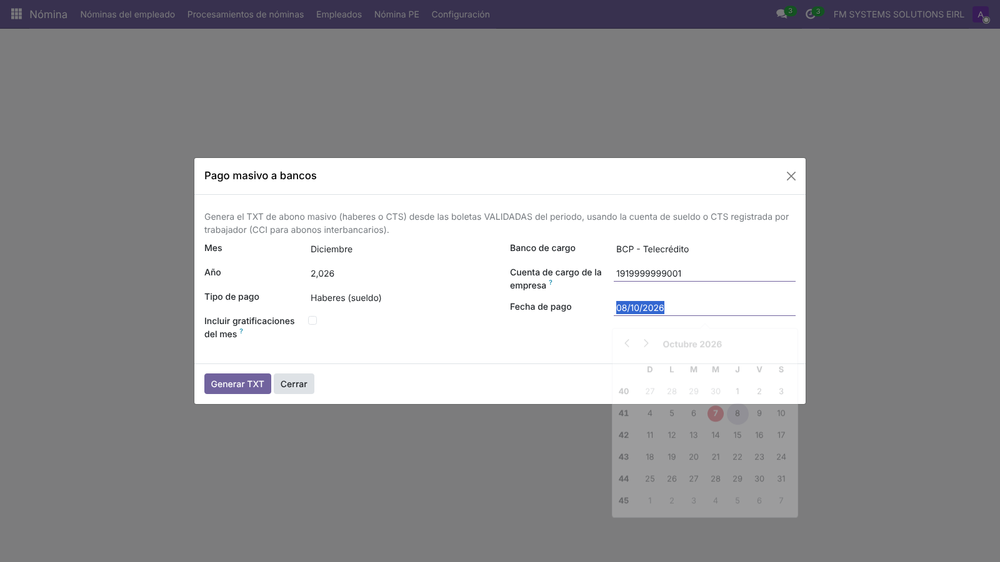 Nómina
Nóminas del empleado
Procesamientos de nóminas
Empleados
Nómina PE
Configuración
3
3
FM SYSTEMS SOLUTIONS EIRL
A
Pago masivo a bancos
Genera el TXT de abono masivo (haberes o CTS) desde las boletas VALIDADAS del periodo, usando la cuenta de sueldo o CTS registrada por
trabajador (CCI para abonos interbancarios).
Mes
Diciembre
Año
2,026
Tipo de pago
Haberes (sueldo)
Incluir gratificaciones
del mes ?
Banco de cargo
BCP - Telecrédito
Cuenta de cargo de la
empresa ?
1919999999001
Fecha de pago
08/10/2026
Octubre 2026
D L M M J V S
40 27 28 29 30 1 2 3
41 4 5 6 7 8 9 10
42 11 12 13 14 15 16 17
43 18 19 20 21 22 23 24
44 25 26 27 28 29 30 31
45 1 2 3 4 5 6 7
Generar TXT
Cerrar